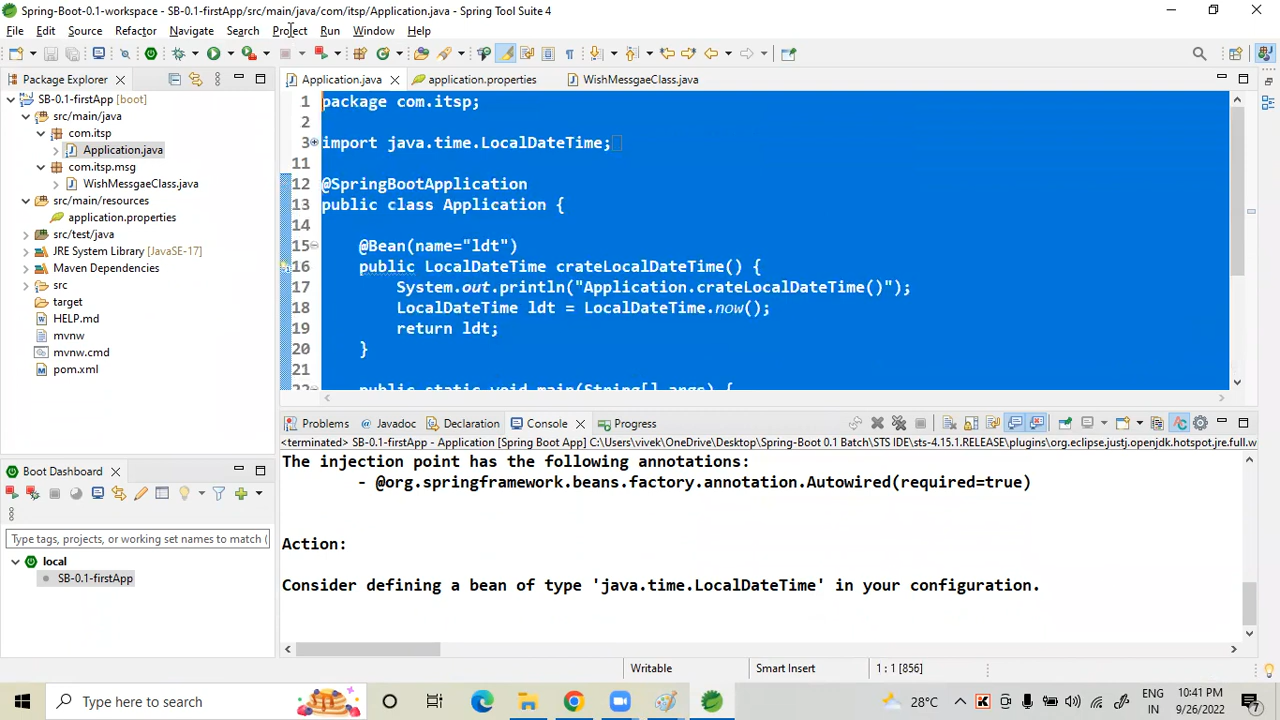 Spring-Boot-0.1-workspace - SB-0.1-firstApp/src/main/java/com/itsp/Application.java - Spring Tool Suite 4
File Edit Source Refactor Navigate Search Project Run Window Help
Package Explorer
SB-0.1-firstApp [boot]
src/main/java
com.itsp
Application.java
com.itsp.msg
WishMessgaeClass.java
src/main/resources
application.properties
src/test/java
JRE System Library [JavaSE-17]
Maven Dependencies
src
target
HELP.md
mvnw
mvnw.cmd
pom.xml
Boot Dashboard
Type tags, projects, or working set names to match (
local
SB-0.1-firstApp
Application.java application.properties WishMessgaeClass.java
1 package com.itsp;
2
3 import java.time.LocalDateTime;
11
12 @SpringBootApplication
13 public class Application {
14
15 @Bean(name="ldt")
16 public LocalDateTime crateLocalDateTime() {
17 System.out.println("Application.crateLocalDateTime()");
18 LocalDateTime ldt = LocalDateTime.now();
19 return ldt;
20 }
21
22 public static void main(String[] args) {
Problems Javadoc Declaration Console Progress
<terminated> SB-0.1-firstApp - Application [Spring Boot App] C:\Users\vivek\OneDrive\Desktop\Spring-Boot 0.1 Batch\STS IDE\sts-4.15.1.RELEASE\plugins\org.eclipse.justj.openjdk.hotspot.jre.full.w
The injection point has the following annotations:
- @org.springframework.beans.factory.annotation.Autowired(required=true)
Action:
Consider defining a bean of type 'java.time.LocalDateTime' in your configuration.
Writable Smart Insert 1 : 1 [856]
Type here to search
28°C
ENG
IN
10:41 PM
9/26/2022
7